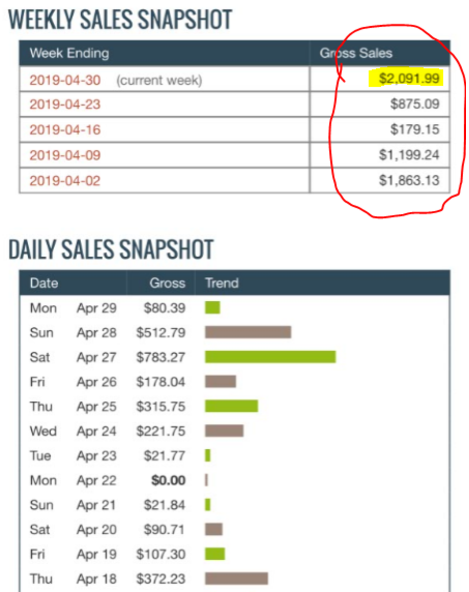 WEEKLY SALES SNAPSHOT
Week Ending Gross Sales
2019-04-30 (current week) $2,091.99
2019-04-23 $875.09
2019-04-16 $179.15
2019-04-09 $1,199.24
2019-04-02 $1,863.13
DAILY SALES SNAPSHOT
Date Gross Trend
Mon Apr 29 $80.39
Sun Apr 28 $512.79
Sat Apr 27 $783.27
Fri Apr 26 $178.04
Thu Apr 25 $315.75
Wed Apr 24 $221.75
Tue Apr 23 $21.77
Mon Apr 22 $0.00
Sun Apr 21 $21.84
Sat Apr 20 $90.71
Fri Apr 19 $107.30
Thu Apr 18 $372.23